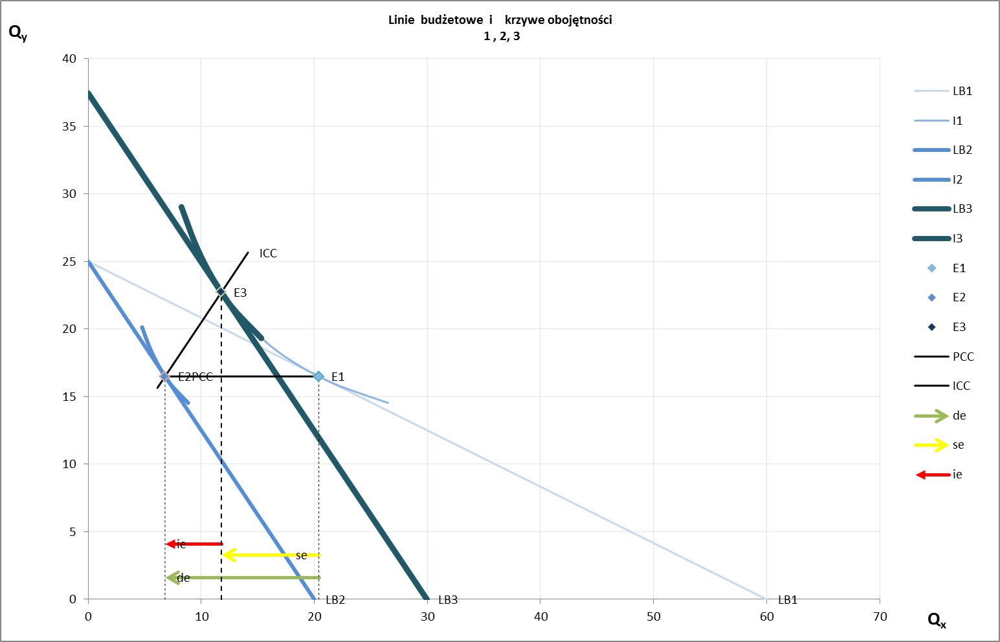 Linie budżetowe i krzywe obojętności
1 , 2, 3
Qy
40
35
30
25
20
15
10
5
0
0
10
20
30
40
50
60
70
Qx
ICC
E3
E2PCC
E1
ie
se
de
LB2
LB3
LB1
LB1
I1
LB2
I2
LB3
I3
E1
E2
E3
PCC
ICC
de
se
ie